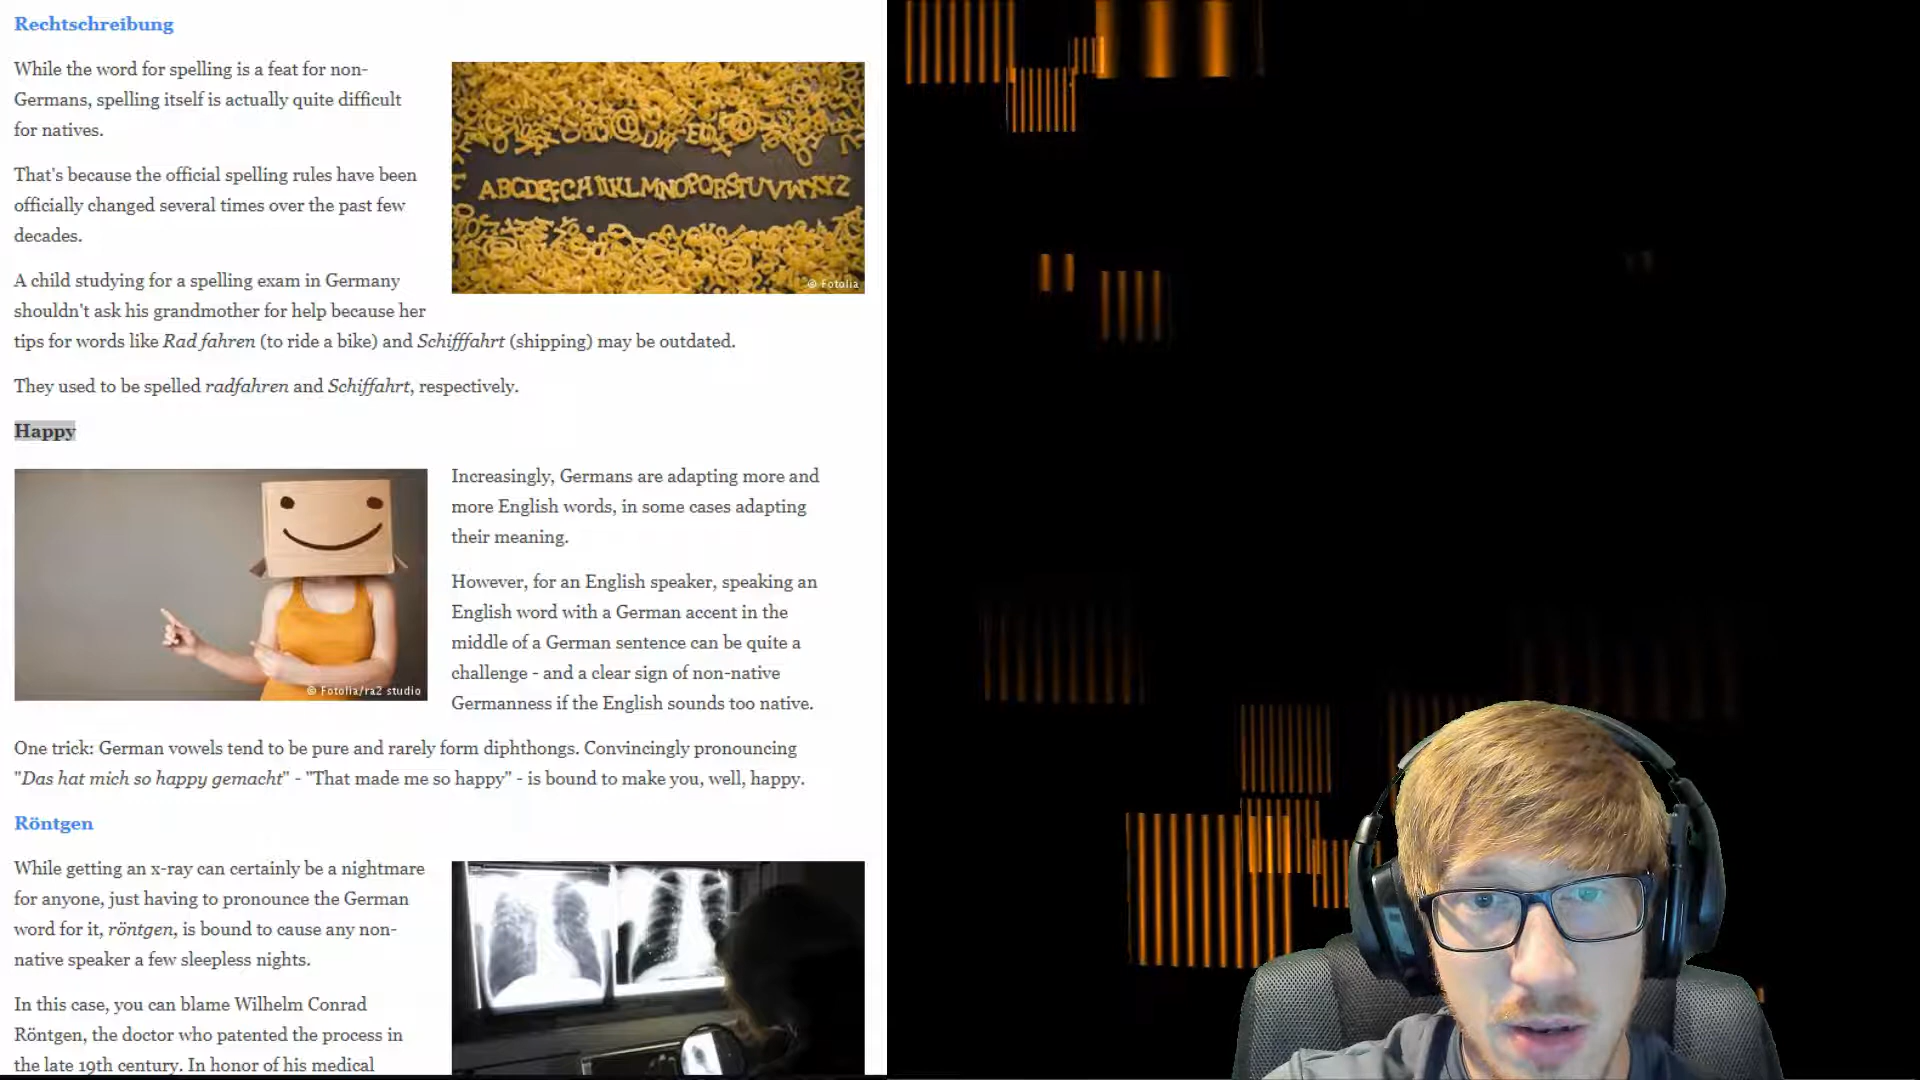 Rechtschreibung
While the word for spelling is a feat for non-
Germans, spelling itself is actually quite difficult
for natives.
That's because the official spelling rules have been
officially changed several times over the past few
decades.
A child studying for a spelling exam in Germany
shouldn't ask his grandmother for help because her
tips for words like Rad fahren (to ride a bike) and Schifffahrt (shipping) may be outdated.
They used to be spelled radfahren and Schiffahrt, respectively.
ABCDEFGHIJKLMNOPQRSTUVWXYZ
© Fotolia
Happy
© Fotolia/ra2 studio
Increasingly, Germans are adapting more and
more English words, in some cases adapting
their meaning.
However, for an English speaker, speaking an
English word with a German accent in the
middle of a German sentence can be quite a
challenge - and a clear sign of non-native
Germanness if the English sounds too native.
One trick: German vowels tend to be pure and rarely form diphthongs. Convincingly pronouncing
"Das hat mich so happy gemacht" - "That made me so happy" - is bound to make you, well, happy.
Röntgen
While getting an x-ray can certainly be a nightmare
for anyone, just having to pronounce the German
word for it, röntgen, is bound to cause any non-
native speaker a few sleepless nights.
In this case, you can blame Wilhelm Conrad
Röntgen, the doctor who patented the process in
the late 19th century. In honor of his medical